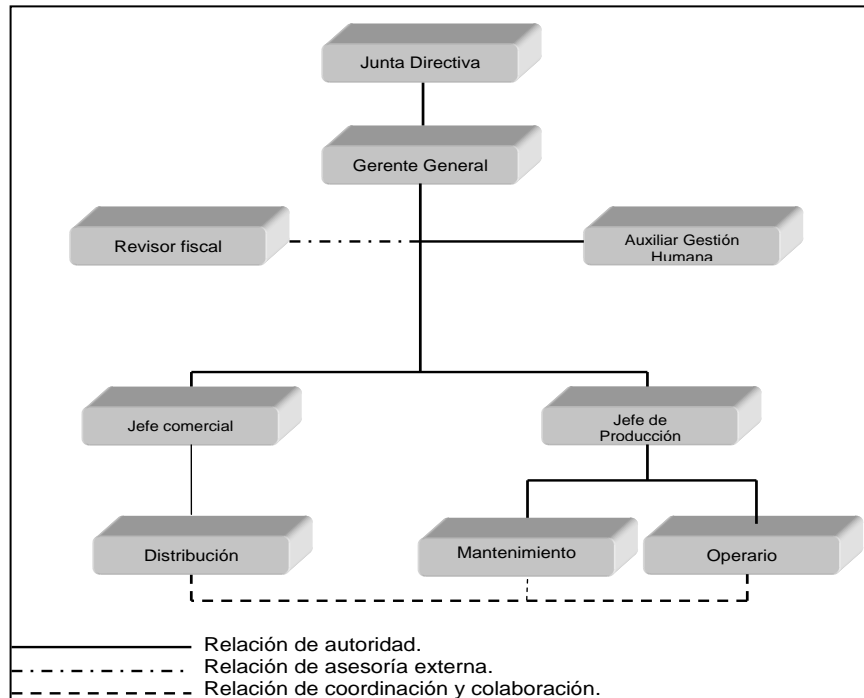 Junta Directiva
Gerente General
Revisor fiscal
Auxiliar Gestión
Humana
Jefe comercial
Jefe de
Producción
Distribución
Mantenimiento
Operario
Relación de autoridad.
Relación de asesoría externa.
Relación de coordinación y colaboración.